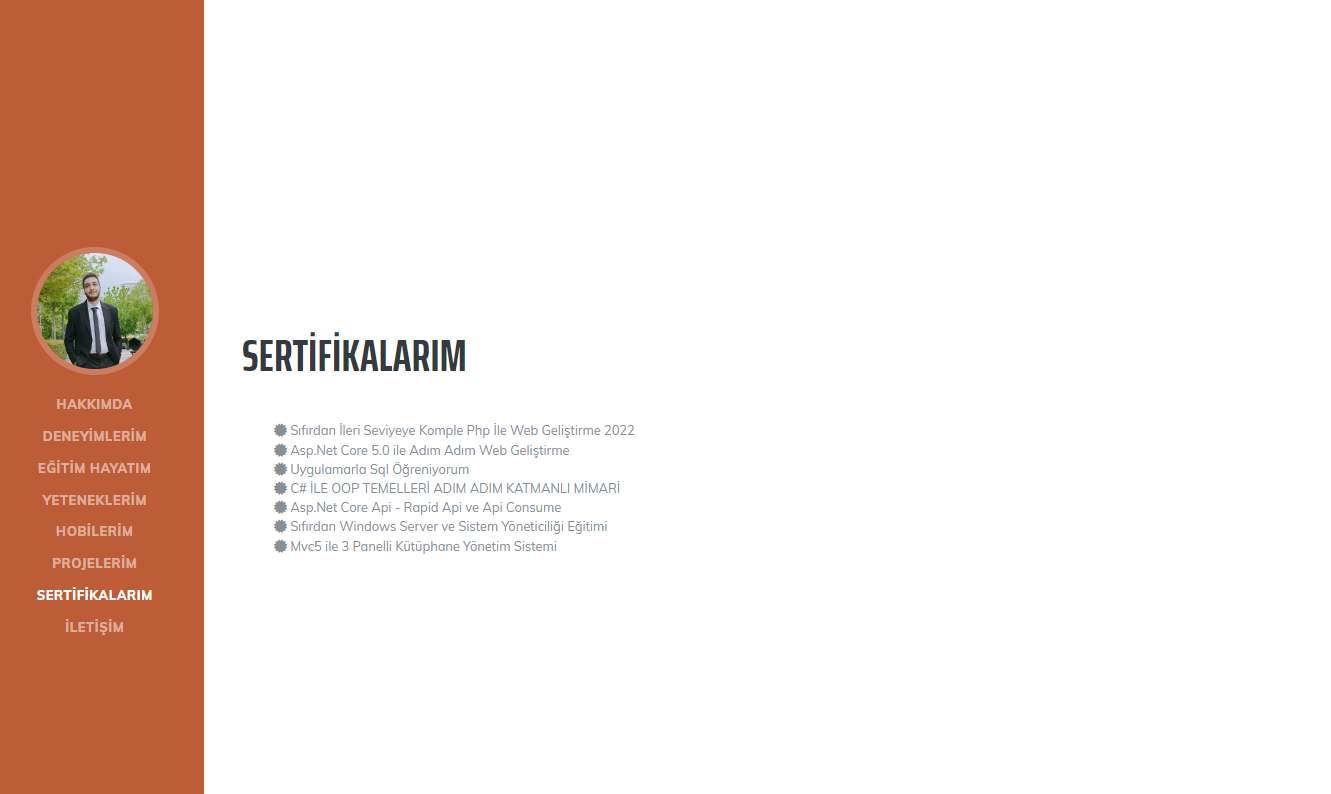 HAKKIMDA
DENEYİMLERİM
EĞİTİM HAYATIM
YETENEKLERİM
HOBİLERİM
PROJELERİM
SERTİFİKALARIM
İLETİŞİM
SERTİFİKALARIM
Sıfırdan İleri Seviyeye Komple Php İle Web Geliştirme 2022
Asp.Net Core 5.0 ile Adım Adım Web Geliştirme
Uygulamarla Sql Öğreniyorum
C# İLE OOP TEMELLERİ ADIM ADIM KATMANLI MİMARİ
Asp.Net Core Api - Rapid Api ve Api Consume
Sıfırdan Windows Server ve Sistem Yöneticiliği Eğitimi
Mvc5 ile 3 Panelli Kütüphane Yönetim Sistemi